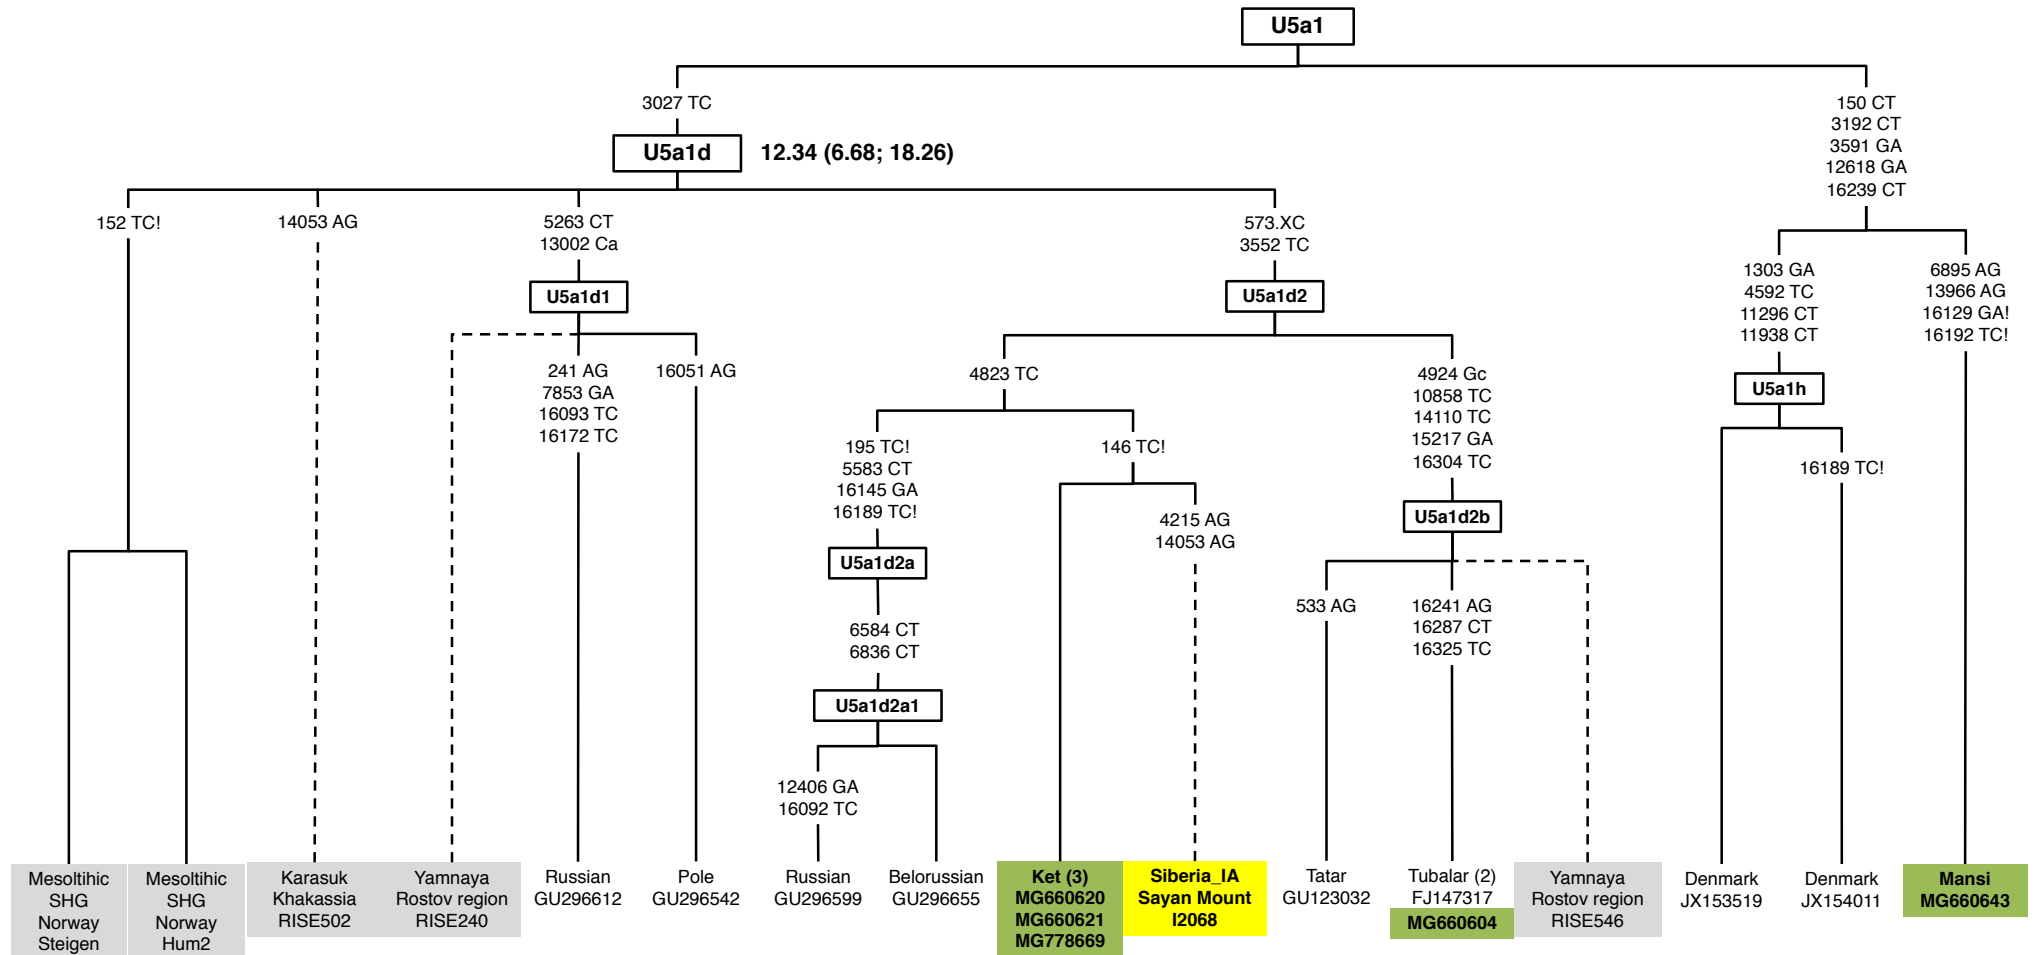 U5a1
3027 TC
150 CT
3192 CT
3591 GA
12618 GA
16239 CT
U5a1d
12.34 (6.68; 18.26)
152 TC!
14053 AG
5263 CT
13002 Ca
573.XC
3552 TC
U5a1d1
U5a1d2
1303 GA
4592 TC
11296 CT
11938 CT
6895 AG
13966 AG
16129 GA!
16192 TC!
241 AG
7853 GA
16093 TC
16172 TC
16051 AG
4823 TC
4924 Gc
10858 TC
14110 TC
15217 GA
16304 TC
U5a1h
195 TC!
5583 CT
16145 GA
16189 TC!
146 TC!
16189 TC!
4215 AG
14053 AG
U5a1d2b
U5a1d2a
533 AG
16241 AG
16287 CT
16325 TC
6584 CT
6836 CT
U5a1d2a1
12406 GA
16092 TC
Mesoltihic
SHG
Norway
Steigen
Mesoltihic
SHG
Norway
Hum2
Karasuk
Khakassia
RISE502
Yamnaya
Rostov region
RISE240
Russian
GU296612
Pole
GU296542
Russian
GU296599
Belorussian
GU296655
Ket (3)
MG660620
MG660621
MG778669
Siberia_IA
Sayan Mount
I2068
Tatar
GU123032
Tubalar (2)
FJ147317
MG660604
Yamnaya
Rostov region
RISE546
Denmark
JX153519
Denmark
JX154011
Mansi
MG660643